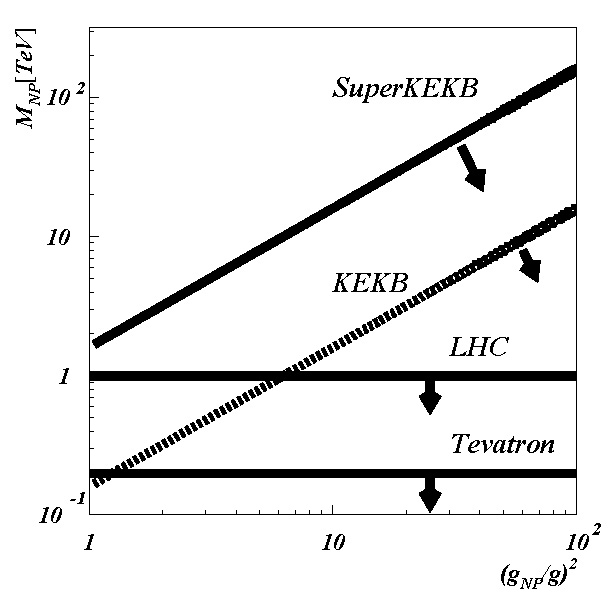 M_NP [TeV]
10^2
SuperKEKB
10
KEKB
LHC
1
Tevatron
10^-1
1
10
10^2
(g_NP/g)^2